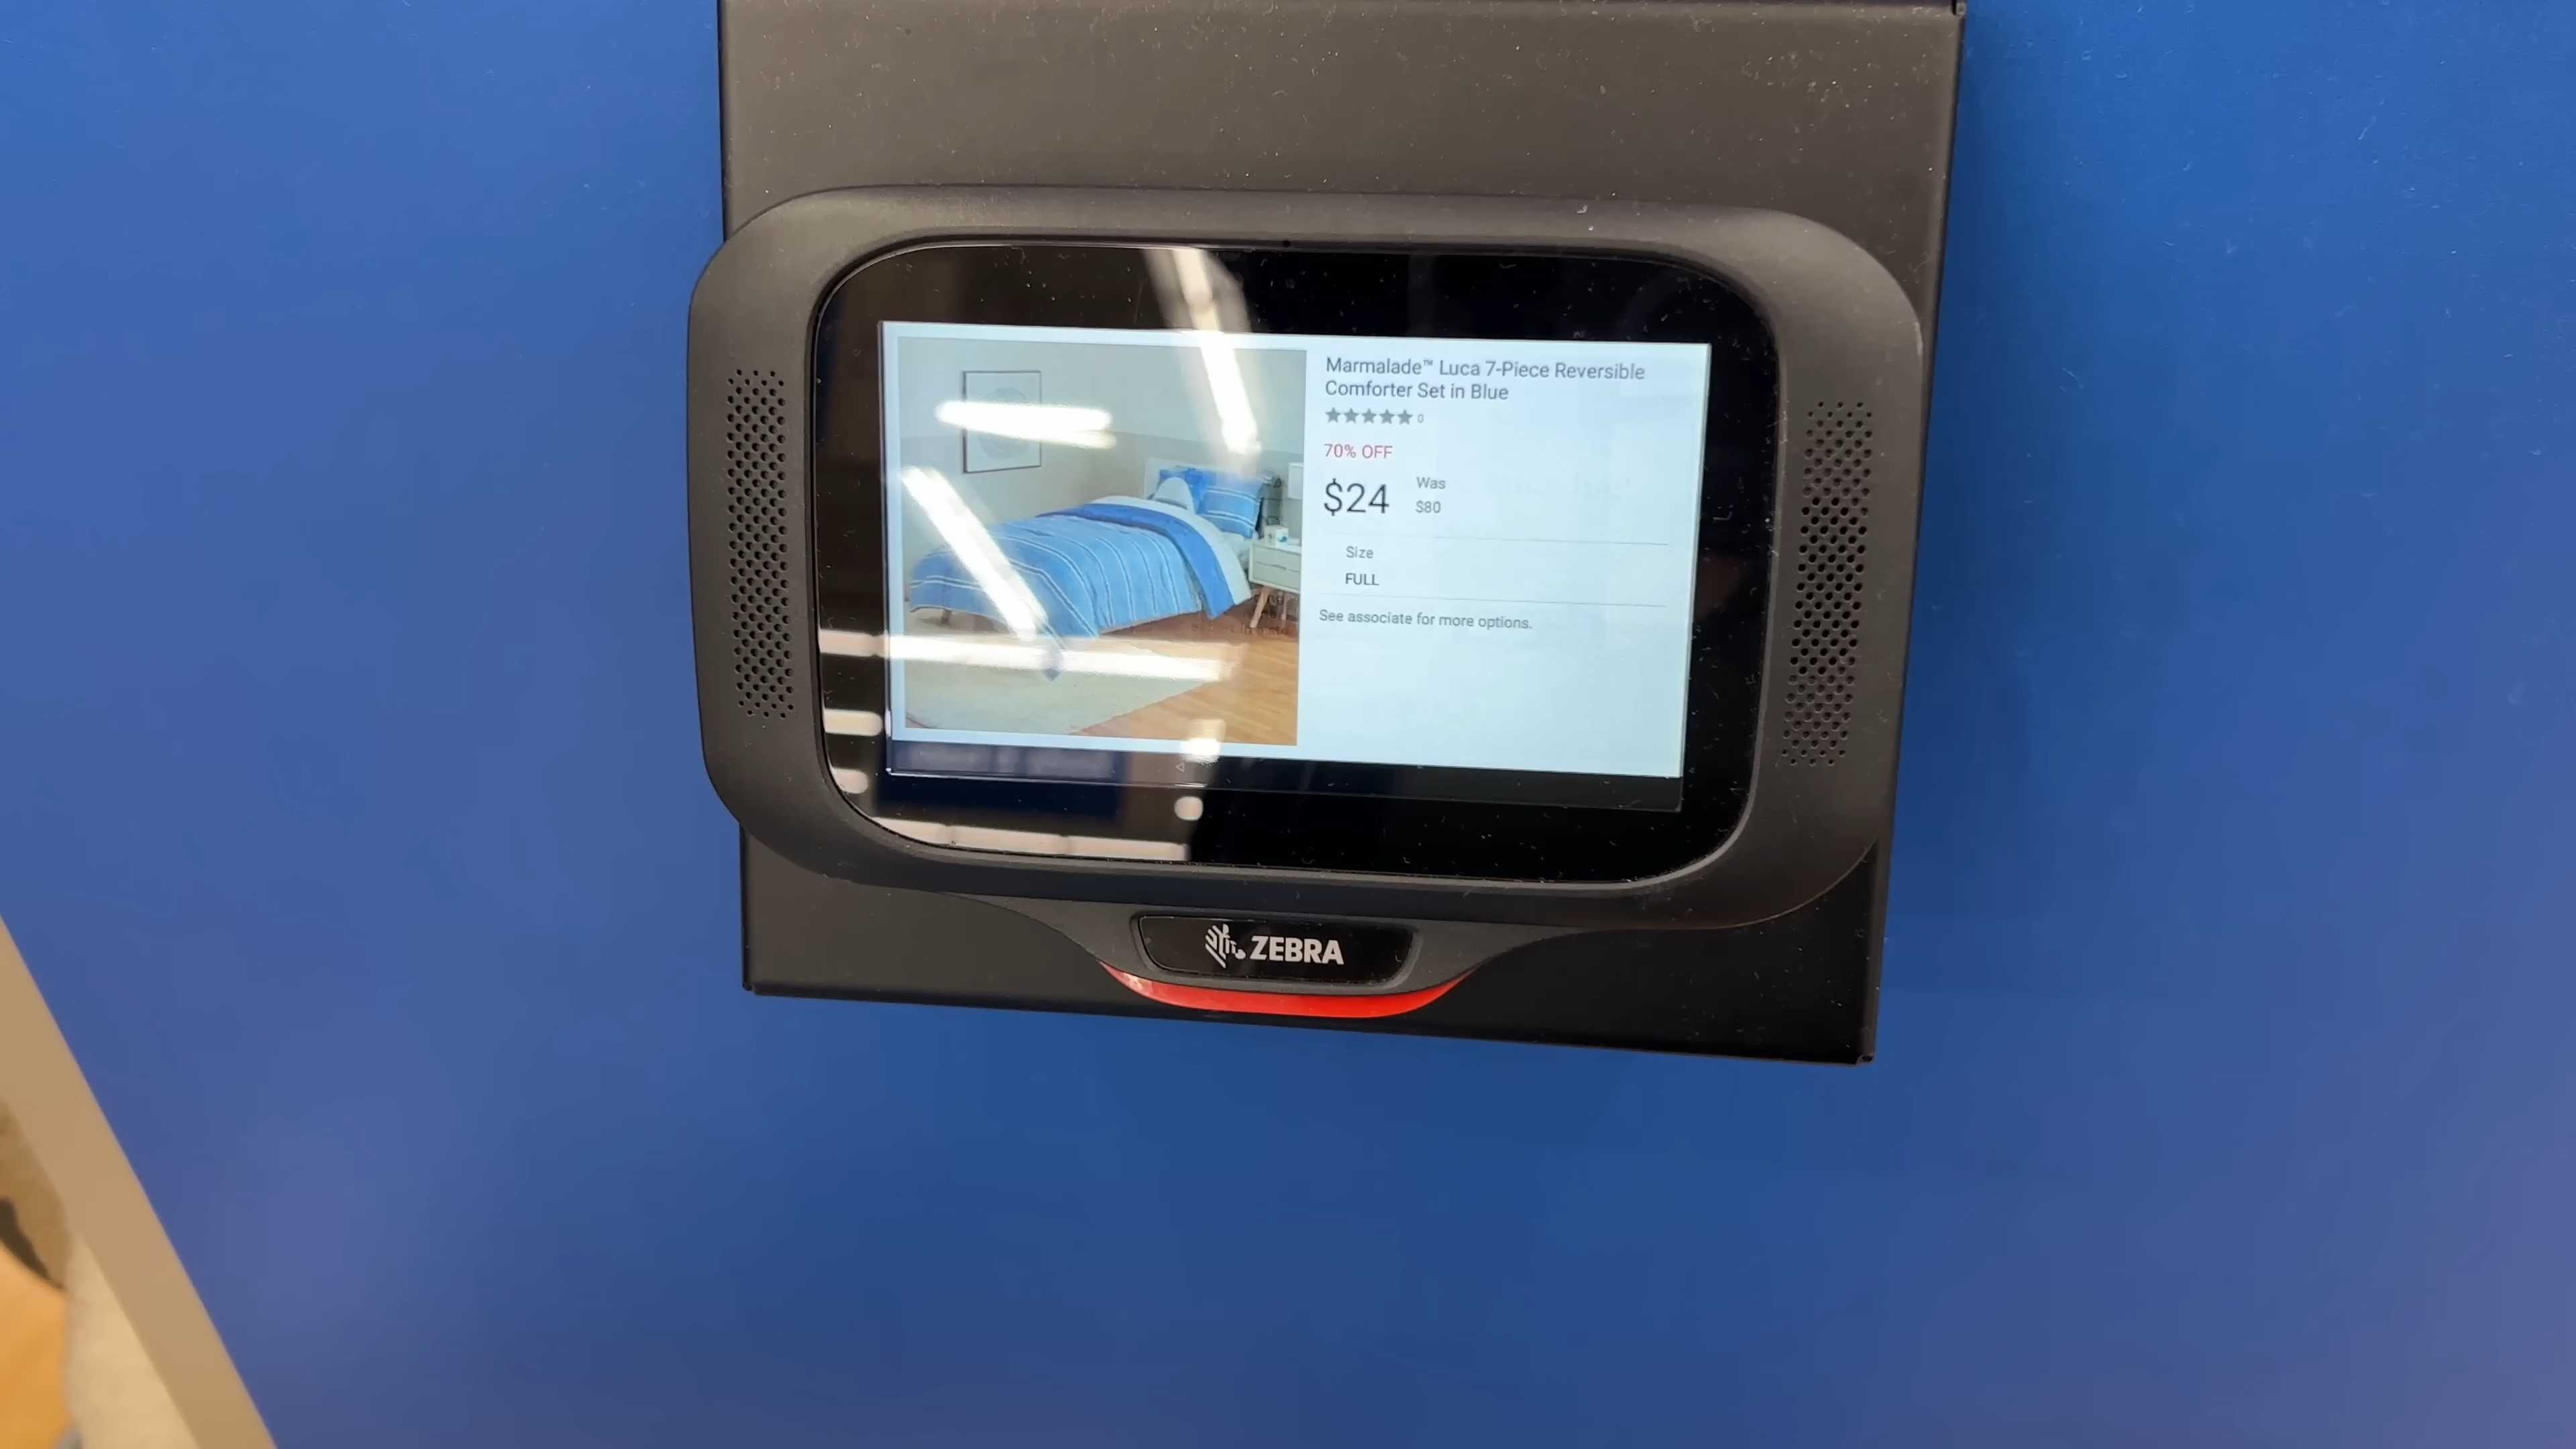 Marmalade™ Luca 7-Piece Reversible
Comforter Set in Blue
0
70% OFF
$24
Was
$80
Size
FULL
See associate for more options.
ZEBRA